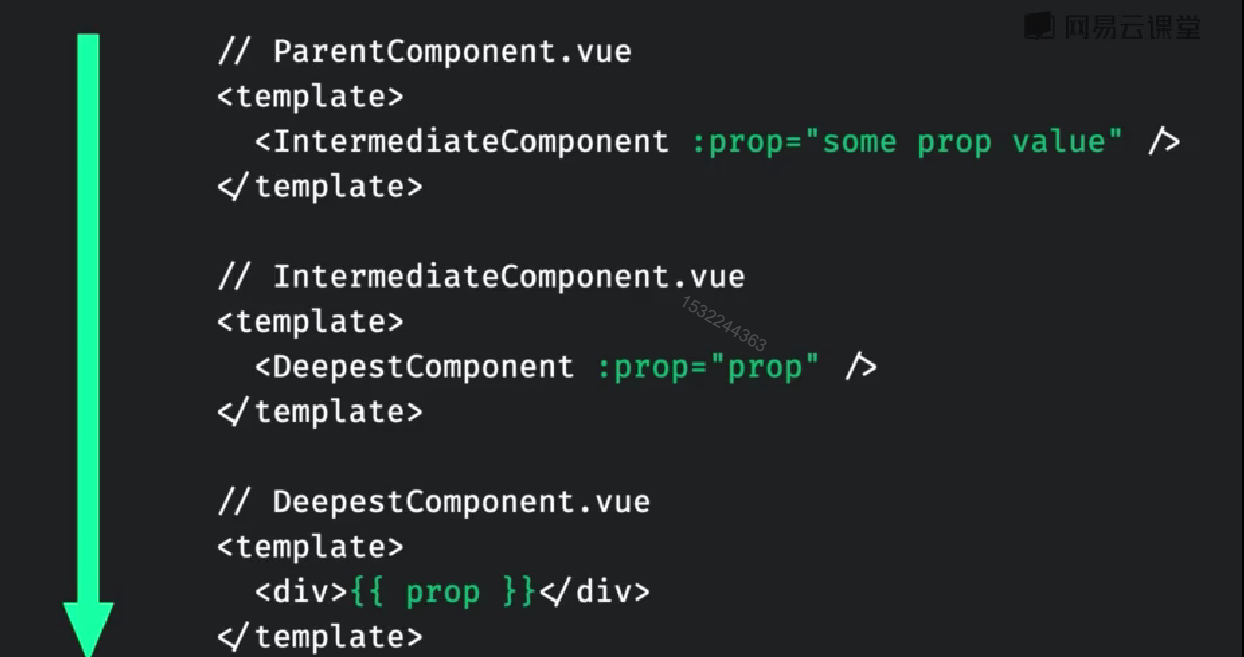 网易云课堂
// ParentComponent.vue
<template>
  <IntermediateComponent :prop="some prop value" />
</template>
// IntermediateComponent.vue
<template>
1532244363
  <DeepestComponent :prop="prop" />
</template>
// DeepestComponent.vue
<template>
  <div>{{ prop }}</div>
</template>